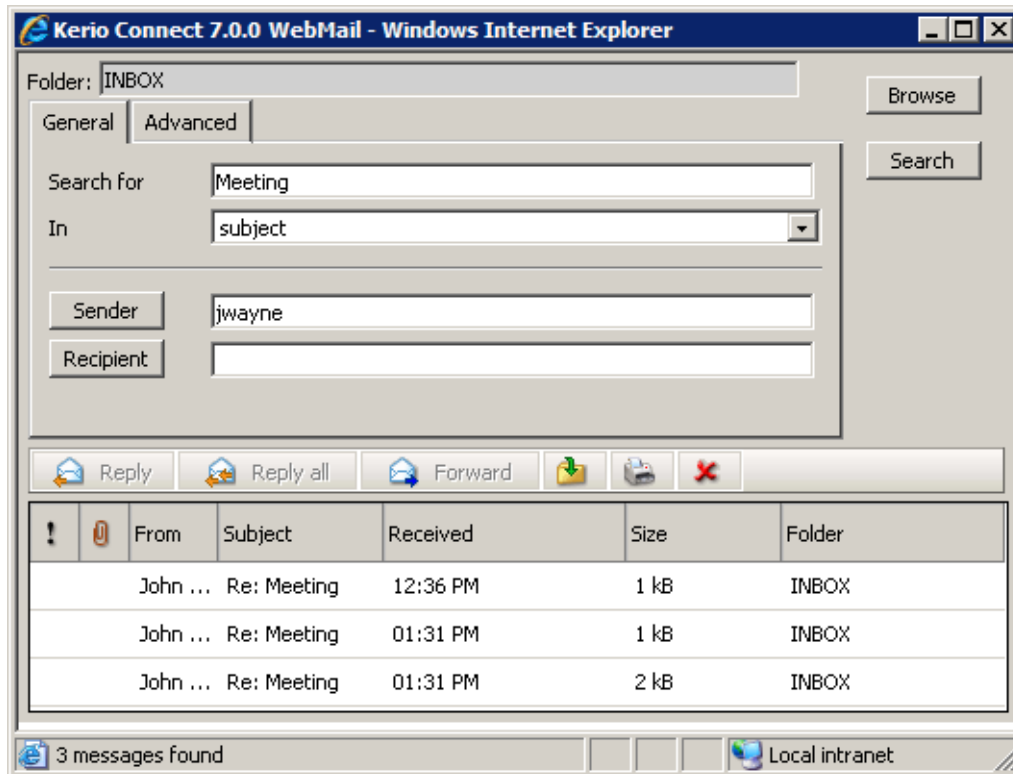 Kerio Connect 7.0.0 WebMail - Windows Internet Explorer
Folder: INBOX
Browse
General Advanced
Search
Search for Meeting
In subject
Sender jwayne
Recipient
Reply Reply all Forward
! From Subject Received Size Folder
John ... Re: Meeting 12:36 PM 1 kB INBOX
John ... Re: Meeting 01:31 PM 1 kB INBOX
John ... Re: Meeting 01:31 PM 2 kB INBOX
3 messages found Local intranet